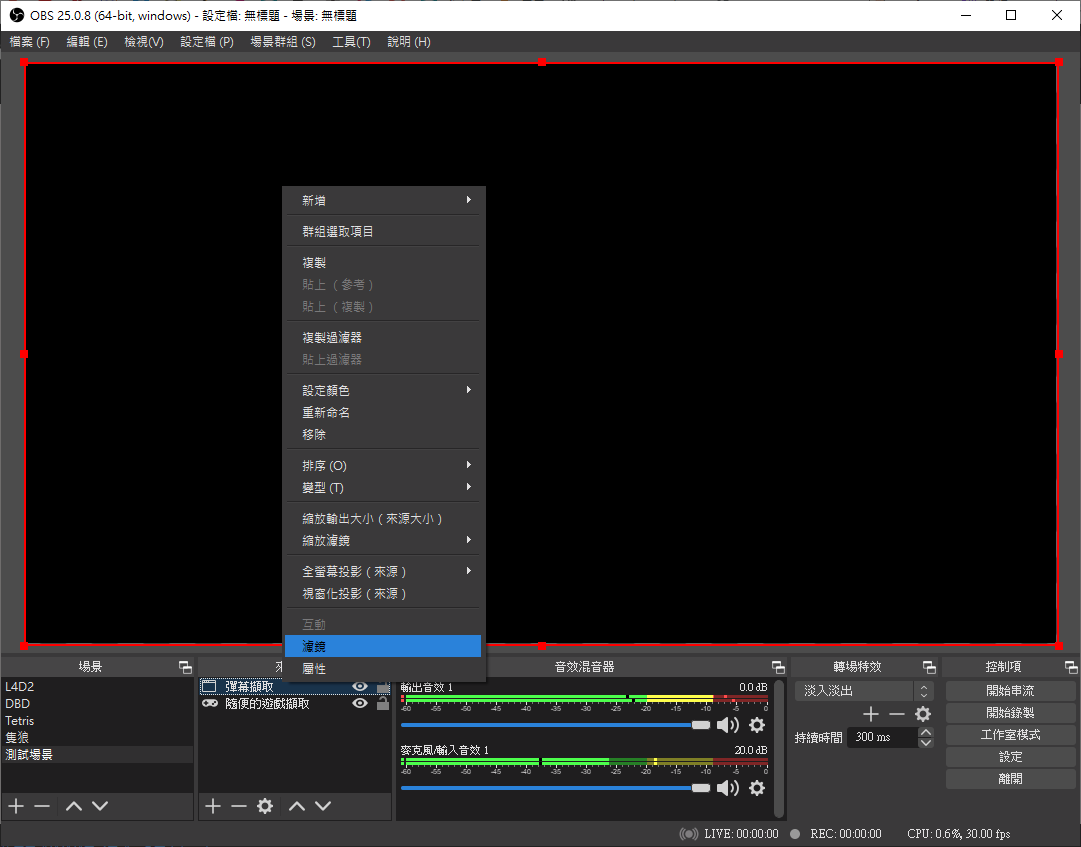 OBS 25.0.8 (64-bit, windows) - 設定檔: 無標題 - 場景: 無標題
檔案 (F) 編輯 (E) 檢視(V) 設定檔 (P) 場景群組 (S) 工具(T) 說明 (H)
新增
群組選取項目
複製
貼上 （參考）
貼上 （複製）
複製過濾器
貼上過濾器
設定顏色
重新命名
移除
排序 (O)
變型 (T)
縮放輸出大小（來源大小）
縮放濾鏡
全螢幕投影（來源）
視窗化投影（來源）
互動
濾鏡
屬性
場景
L4D2
DBD
Tetris
隻狼
測試場景
彈幕擷取
隨便的遊戲擷取
音效混音器
輸出音效 1 0.0 dB
-60 -55 -50 -45 -40 -35 -30 -25 -20 -15 -10 -5 0
麥克風/輸入音效 1 20.0 dB
-60 -55 -50 -45 -40 -35 -30 -25 -20 -15 -10 -5 0
轉場特效
淡入淡出
持續時間 300 ms
控制項
開始串流
開始錄製
工作室模式
設定
離開
LIVE: 00:00:00 REC: 00:00:00 CPU: 0.6%, 30.00 fps